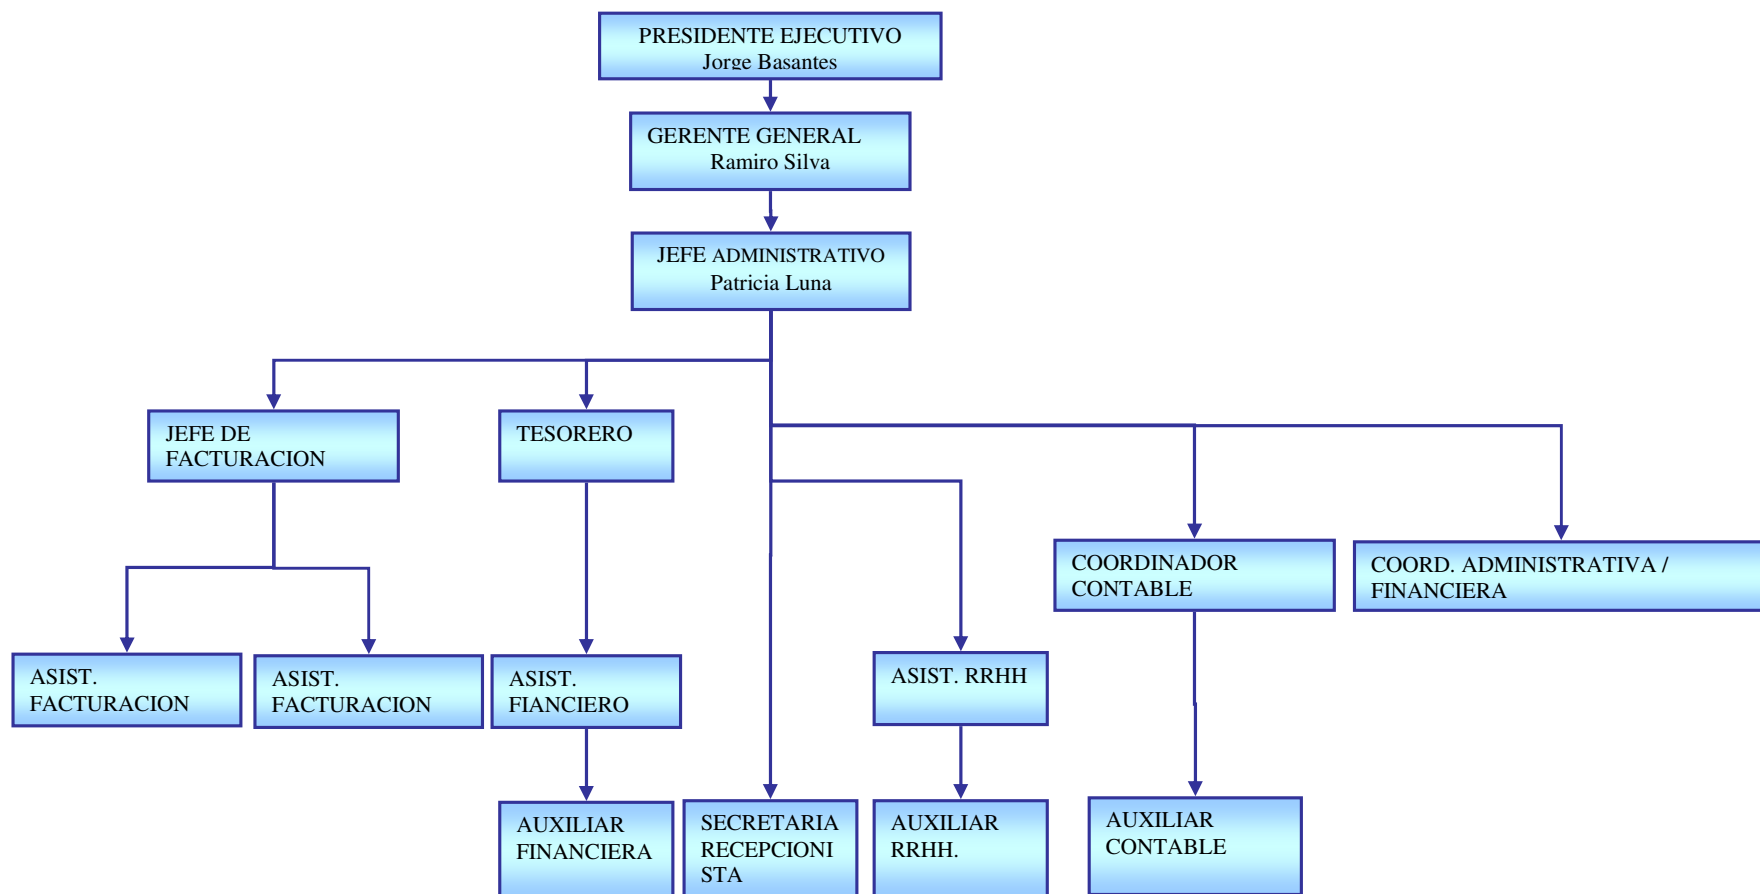 PRESIDENTE EJECUTIVO
Jorge Basantes
GERENTE GENERAL
Ramiro Silva
JEFE ADMINISTRATIVO
Patricia Luna
JEFE DE
FACTURACION
TESORERO
COORDINADOR
CONTABLE
COORD. ADMINISTRATIVA /
FINANCIERA
ASIST.
FACTURACION
ASIST.
FACTURACION
ASIST.
FIANCIERO
ASIST. RRHH
AUXILIAR
FINANCIERA
SECRETARIA
RECEPCIONI
STA
AUXILIAR
RRHH.
AUXILIAR
CONTABLE